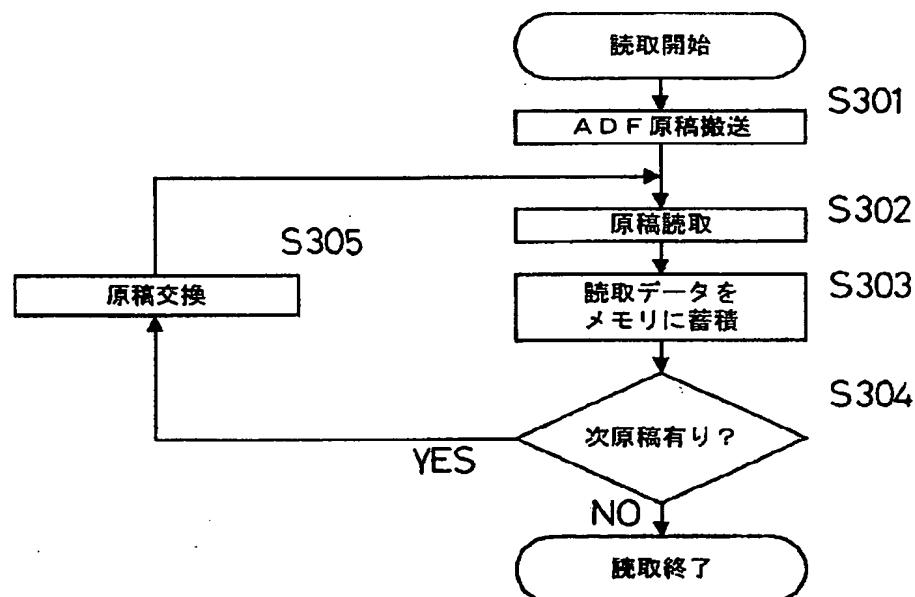 読取開始
S301
ADF原稿搬送
S302
原稿読取
S305
原稿交換
S303
読取データを
メモリに蓄積
S304
次原稿有り?
YES
NO
読取終了